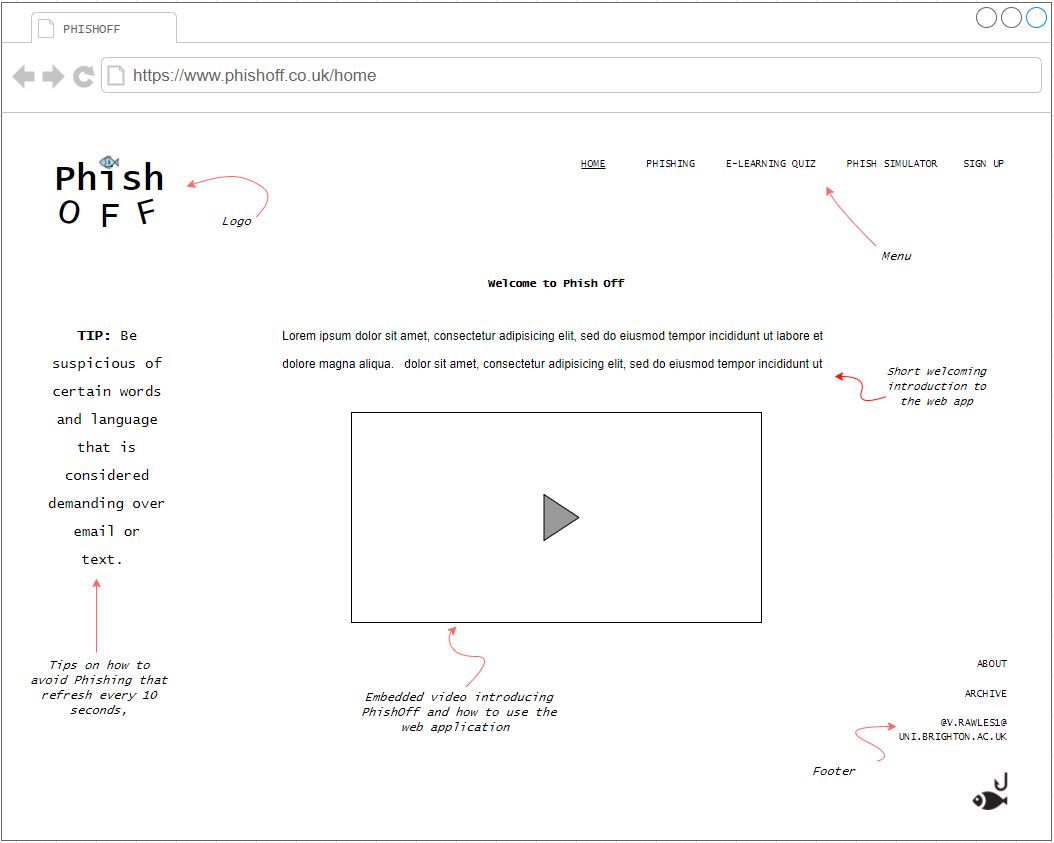 PHISHOFF
https://www.phishoff.co.uk/home
Phish
OFF
Logo
HOME PHISHING E-LEARNING QUIZ PHISH SIMULATOR SIGN UP
Menu
Welcome to Phish Off
TIP: Be
suspicious of
certain words
and language
that is
considered
demanding over
email or
text.
Lorem ipsum dolor sit amet, consectetur adipisicing elit, sed do eiusmod tempor incididunt ut labore et
dolore magna aliqua. dolor sit amet, consectetur adipisicing elit, sed do eiusmod tempor incididunt ut
Short welcoming
introduction to
the web app
Tips on how to
avoid Phishing that
refresh every 10
seconds,
Embedded video introducing
PhishOff and how to use the
web application
ABOUT
ARCHIVE
@V.RAWLES1@
UNI.BRIGHTON.AC.UK
Footer